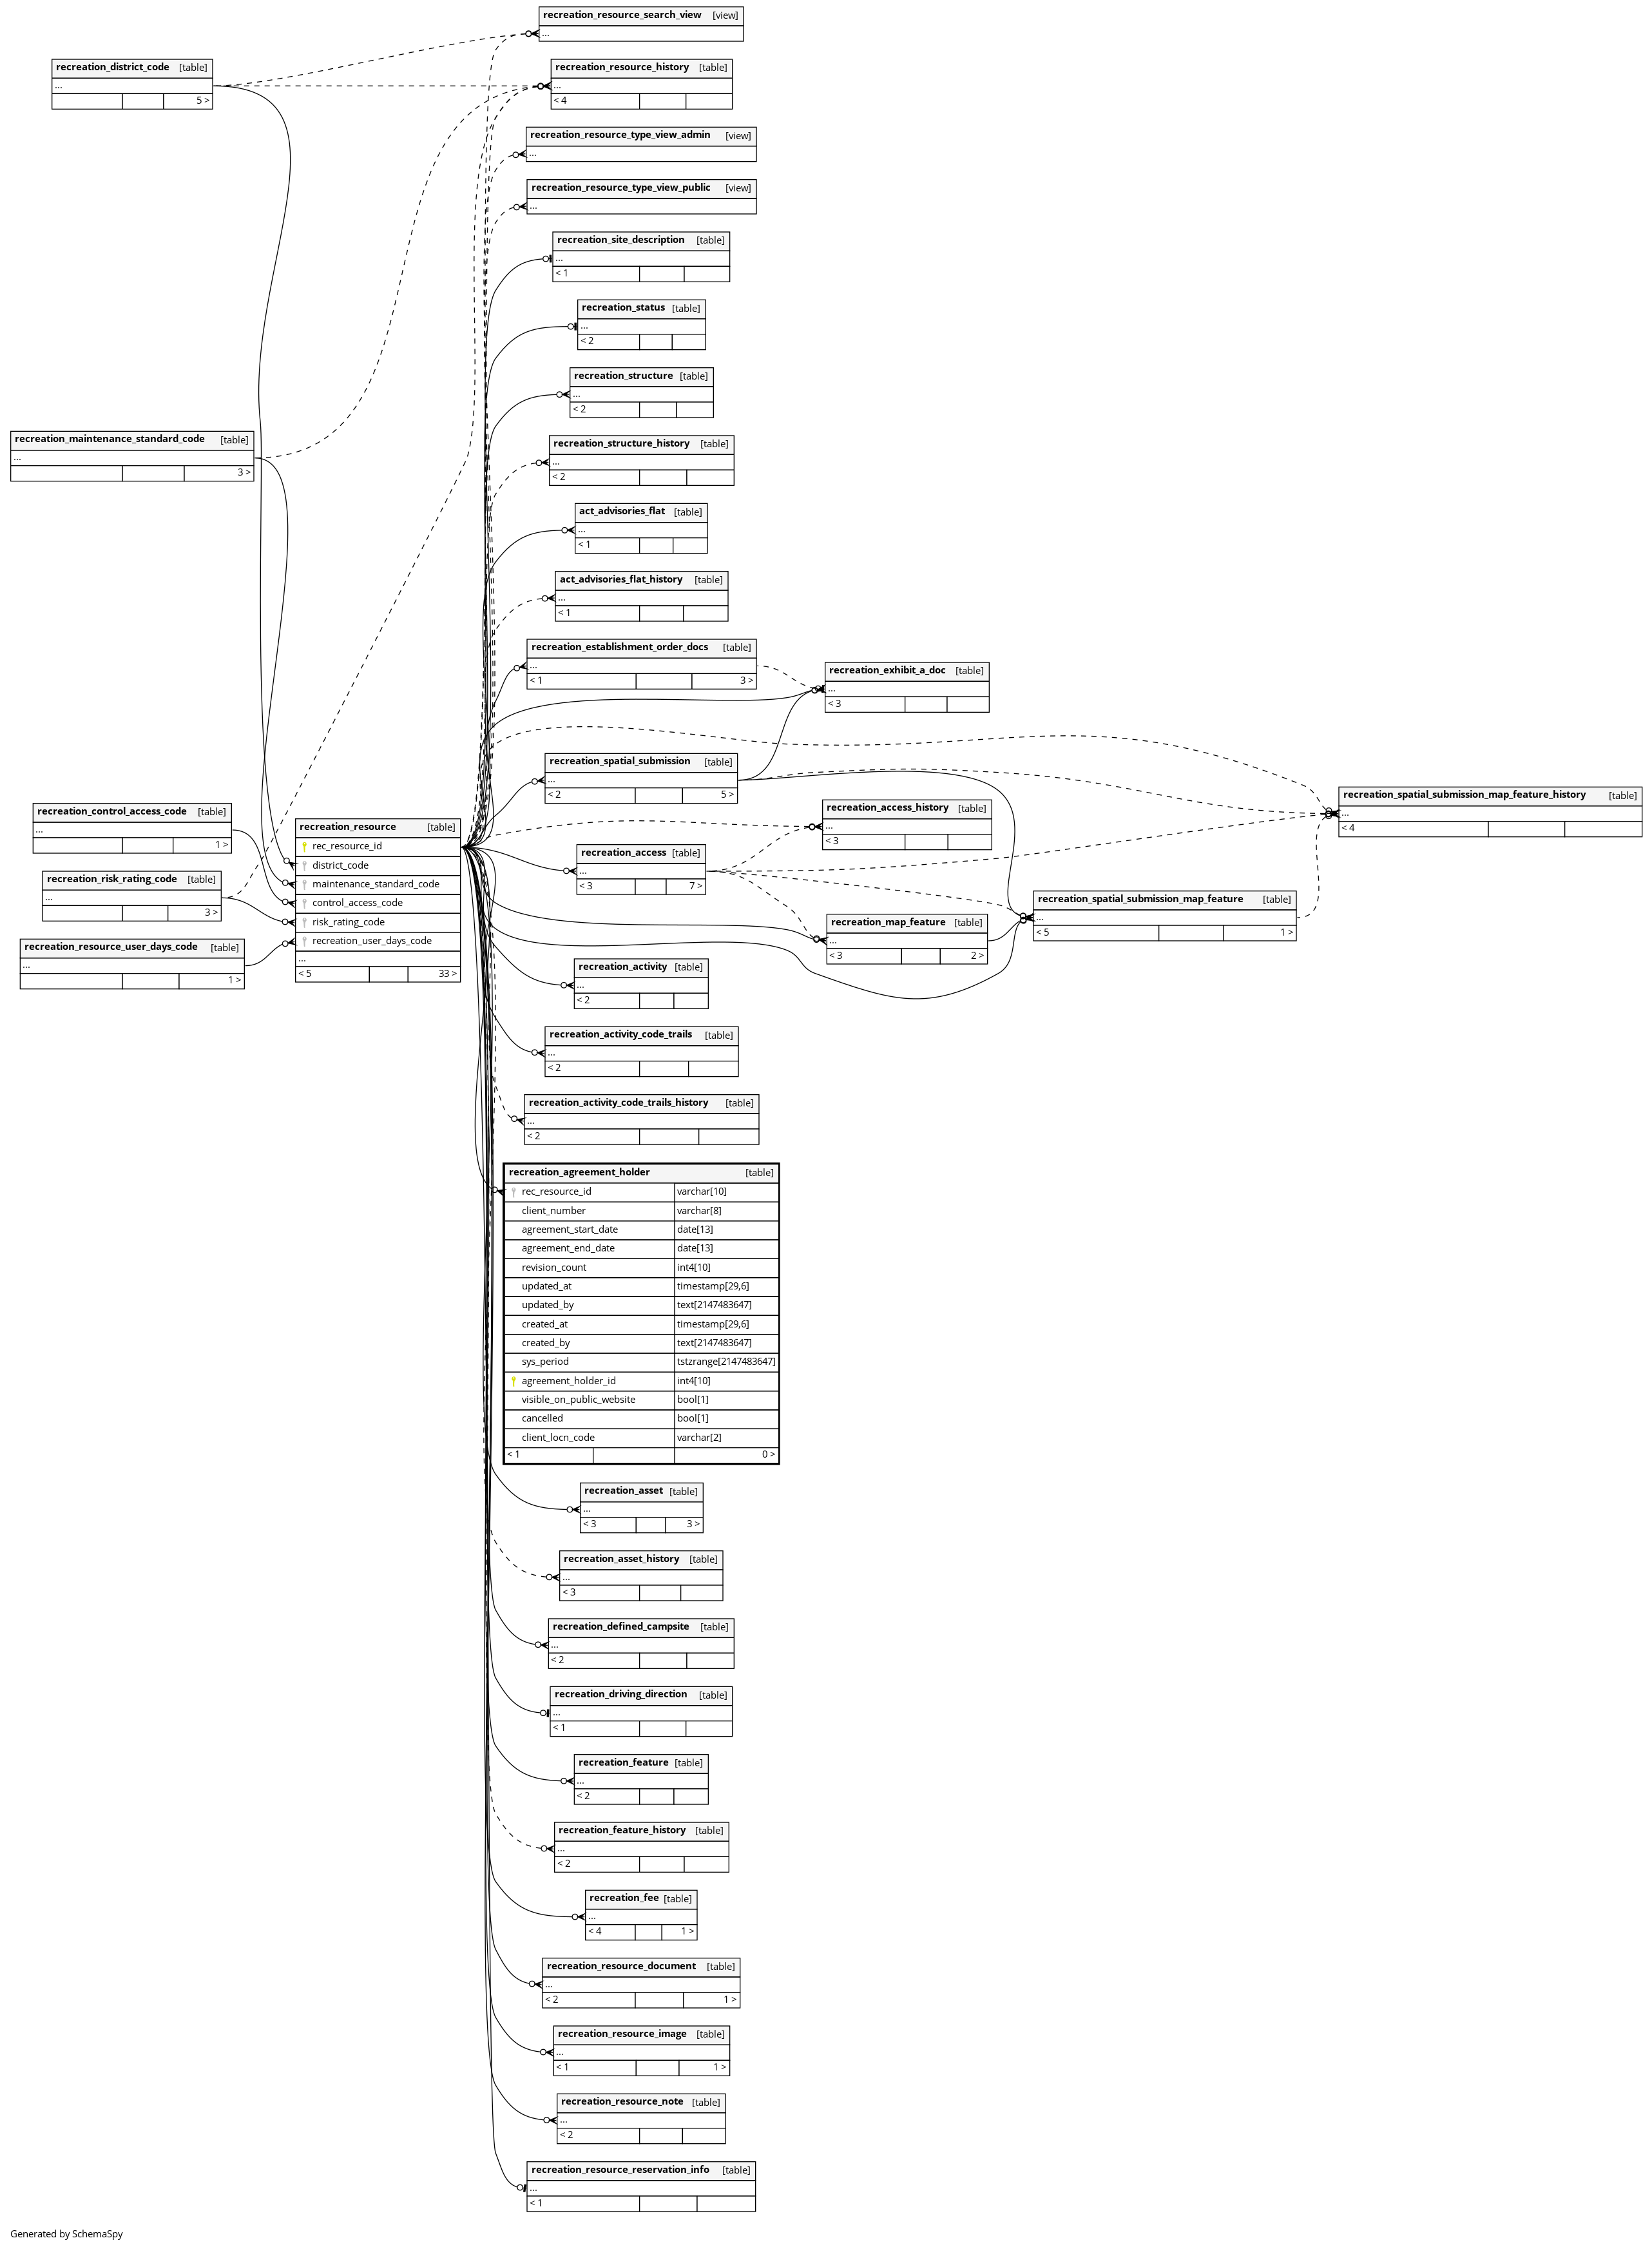 recreation_resource_search_view [view]
...
recreation_district_code [table]
...
5 >
recreation_resource_history [table]
...
< 4
recreation_resource_type_view_admin [view]
...
recreation_resource_type_view_public [view]
...
recreation_site_description [table]
...
< 1
recreation_status [table]
...
< 2
recreation_structure [table]
...
< 2
recreation_maintenance_standard_code [table]
...
3 >
recreation_structure_history [table]
...
< 2
act_advisories_flat [table]
...
< 1
act_advisories_flat_history [table]
...
< 1
recreation_establishment_order_docs [table]
...
< 1 3 >
recreation_exhibit_a_doc [table]
...
< 3
recreation_spatial_submission [table]
...
< 2 5 >
recreation_spatial_submission_map_feature_history [table]
...
< 4
recreation_access_history [table]
...
< 3
recreation_control_access_code [table]
...
1 >
recreation_resource [table]
rec_resource_id
district_code
maintenance_standard_code
control_access_code
risk_rating_code
recreation_user_days_code
...
< 5 33 >
recreation_access [table]
...
< 3 7 >
recreation_risk_rating_code [table]
...
3 >
recreation_spatial_submission_map_feature [table]
...
< 5 1 >
recreation_map_feature [table]
...
< 3 2 >
recreation_resource_user_days_code [table]
...
1 >
recreation_activity [table]
...
< 2
recreation_activity_code_trails [table]
...
< 2
recreation_activity_code_trails_history [table]
...
< 2
recreation_agreement_holder [table]
rec_resource_id varchar[10]
client_number varchar[8]
agreement_start_date date[13]
agreement_end_date date[13]
revision_count int4[10]
updated_at timestamp[29,6]
updated_by text[2147483647]
created_at timestamp[29,6]
created_by text[2147483647]
sys_period tstzrange[2147483647]
agreement_holder_id int4[10]
visible_on_public_website bool[1]
cancelled bool[1]
client_locn_code varchar[2]
< 1 0 >
recreation_asset [table]
...
< 3 3 >
recreation_asset_history [table]
...
< 3
recreation_defined_campsite [table]
...
< 2
recreation_driving_direction [table]
...
< 1
recreation_feature [table]
...
< 2
recreation_feature_history [table]
...
< 2
recreation_fee [table]
...
< 4 1 >
recreation_resource_document [table]
...
< 2 1 >
recreation_resource_image [table]
...
< 1 1 >
recreation_resource_note [table]
...
< 2
recreation_resource_reservation_info [table]
...
< 1
Generated by SchemaSpy